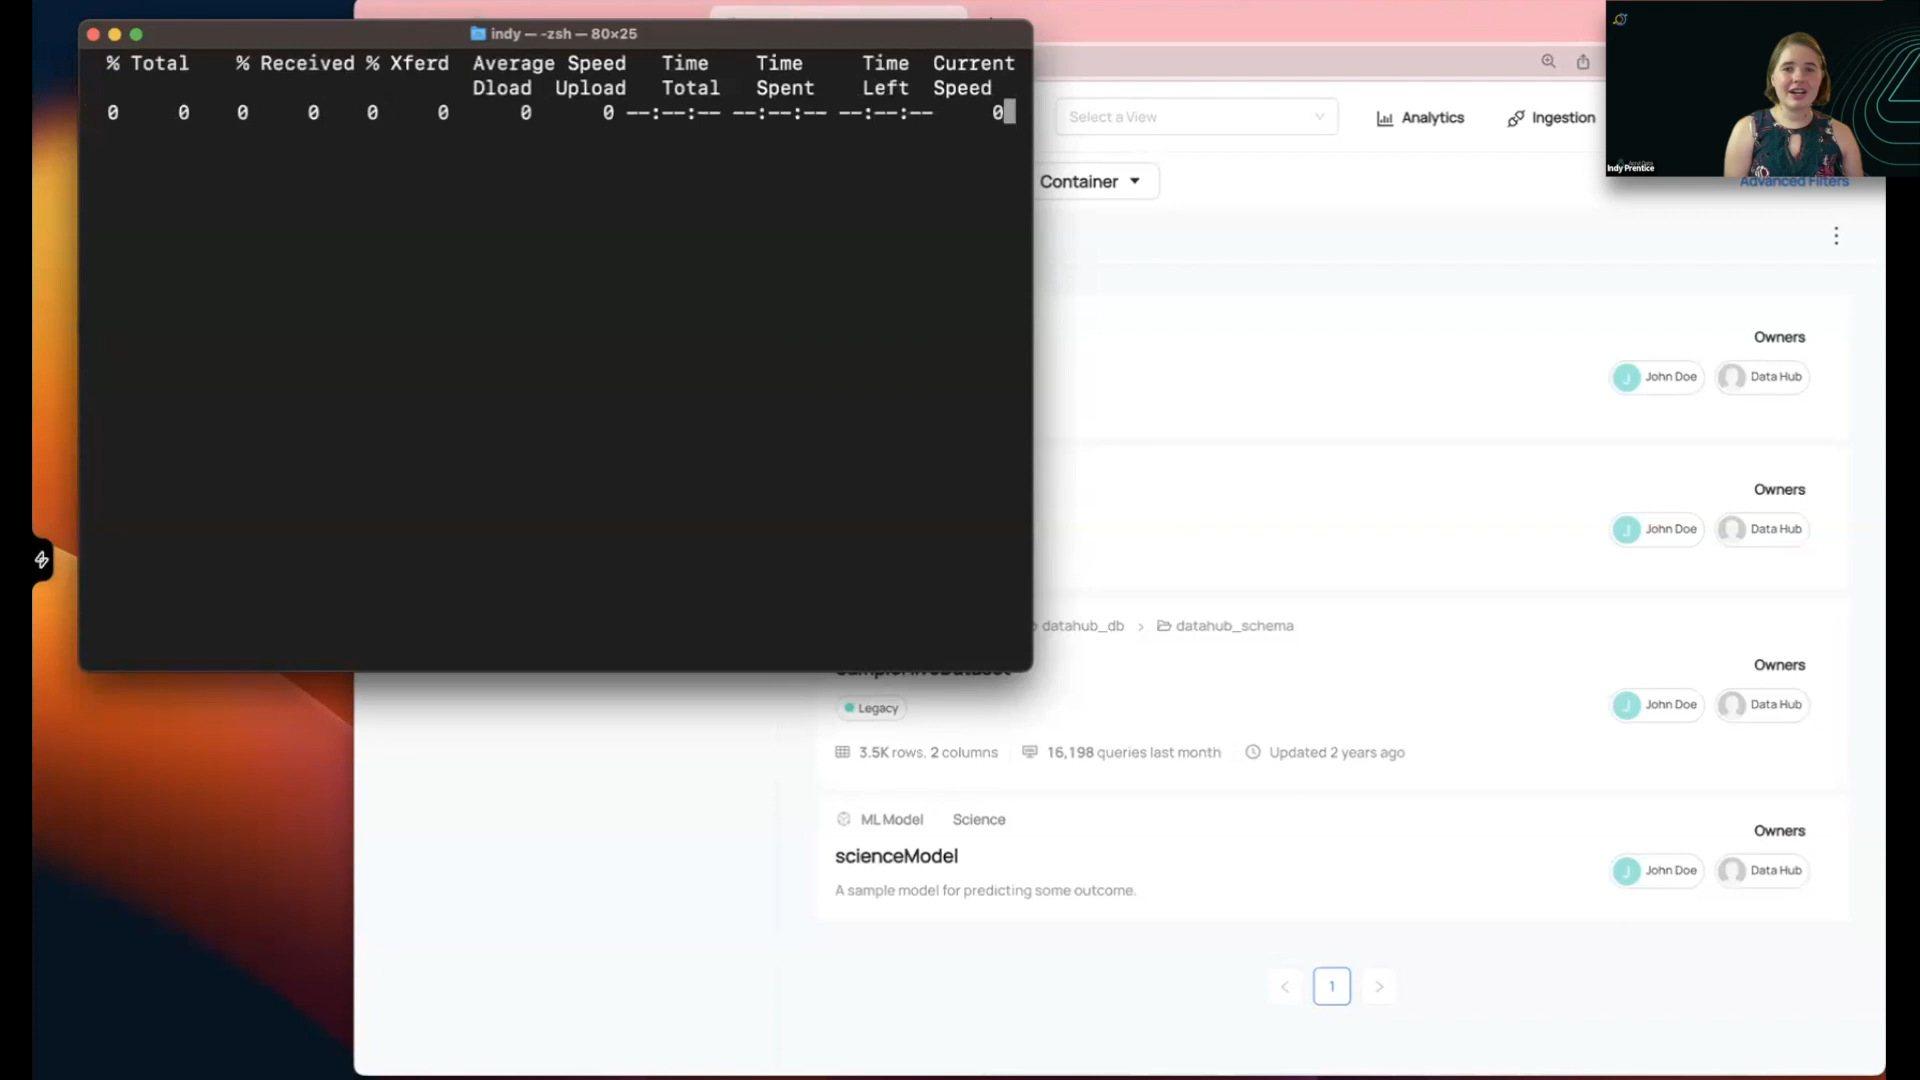 indy — -zsh — 80×25
% Total % Received % Xferd Average Speed Time Time Time Current
Dload Upload Total Spent Left Speed
0 0 0 0 0 0 0 0 --:--:-- --:--:-- --:--:-- 0
Select a View
Analytics
Ingestion
Indy Prentice
Container
Advanced Filters
Owners
John Doe
Data Hub
Owners
John Doe
Data Hub
datahub_db > datahub_schema
Owners
Legacy
John Doe
Data Hub
3.5K rows, 2 columns
16,198 queries last month
Updated 2 years ago
ML Model Science
Owners
scienceModel
John Doe
Data Hub
A sample model for predicting some outcome.
< 1 >